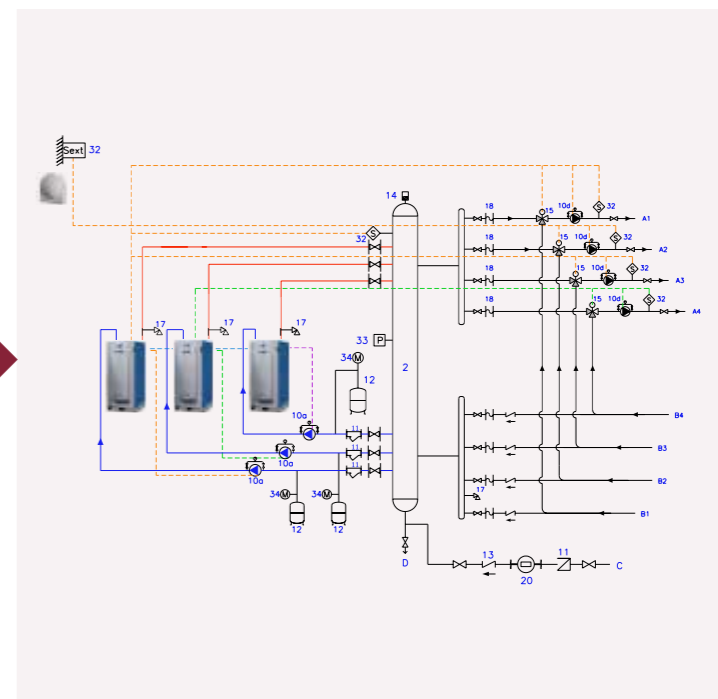 Sext 32
14
18 15 10d S 32 A1
32 S
18 15 10d S 32 A2
18 15 10d S 32 A3
18 15 10d S 32 A4
17 17 17
33 P
34 M
2
12
10a
11
B4
10a
11
B3
10a
11
34 M 34 M
17
B2
12 12
B1
D
13 20 11 C